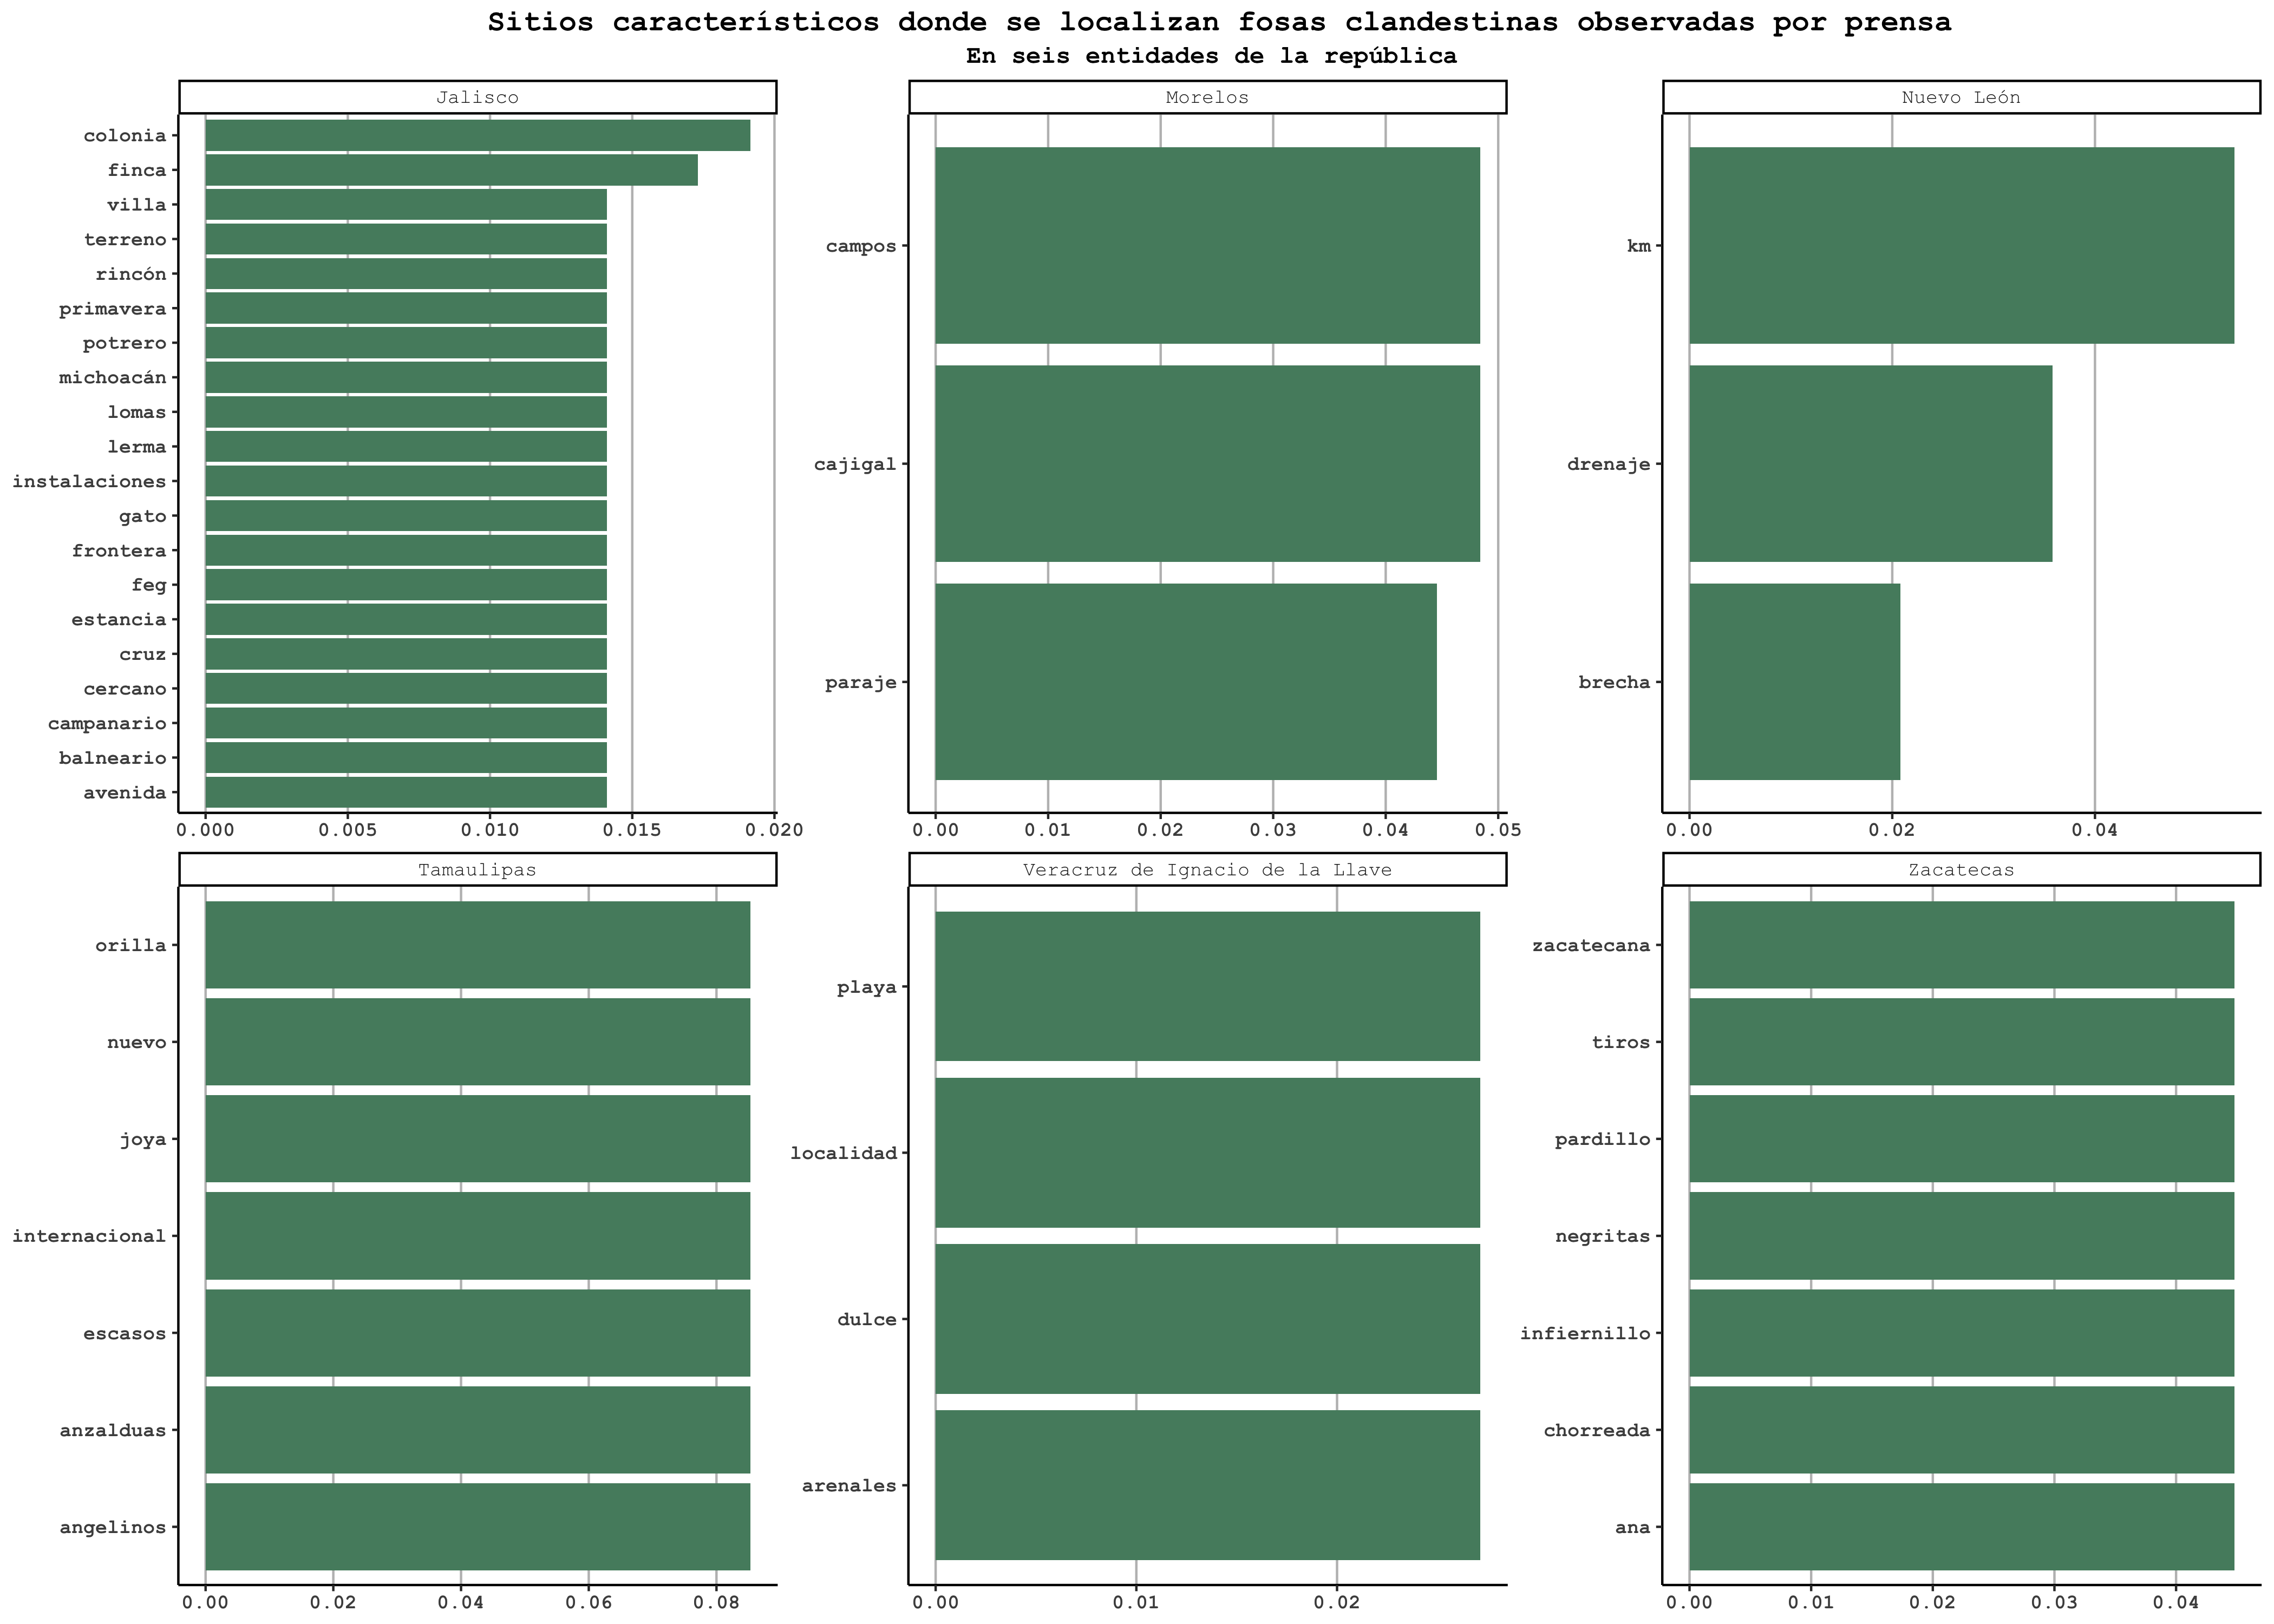 Sitios característicos donde se localizan fosas clandestinas observadas por prensa
En seis entidades de la república
Jalisco
colonia
finca
villa
terreno
rincón
primavera
potrero
michoacán
lomas
lerma
instalaciones
gato
frontera
feg
estancia
cruz
cercano
campanario
balneario
avenida
0.000 0.005 0.010 0.015 0.020
Morelos
campos
cajigal
paraje
0.00 0.01 0.02 0.03 0.04 0.05
Nuevo León
km
drenaje
brecha
0.00 0.02 0.04
Tamaulipas
orilla
nuevo
joya
internacional
escasos
anzalduas
angelinos
0.00 0.02 0.04 0.06 0.08
Veracruz de Ignacio de la Llave
playa
localidad
dulce
arenales
0.00 0.01 0.02
Zacatecas
zacatecana
tiros
pardillo
negritas
infiernillo
chorreada
ana
0.00 0.01 0.02 0.03 0.04